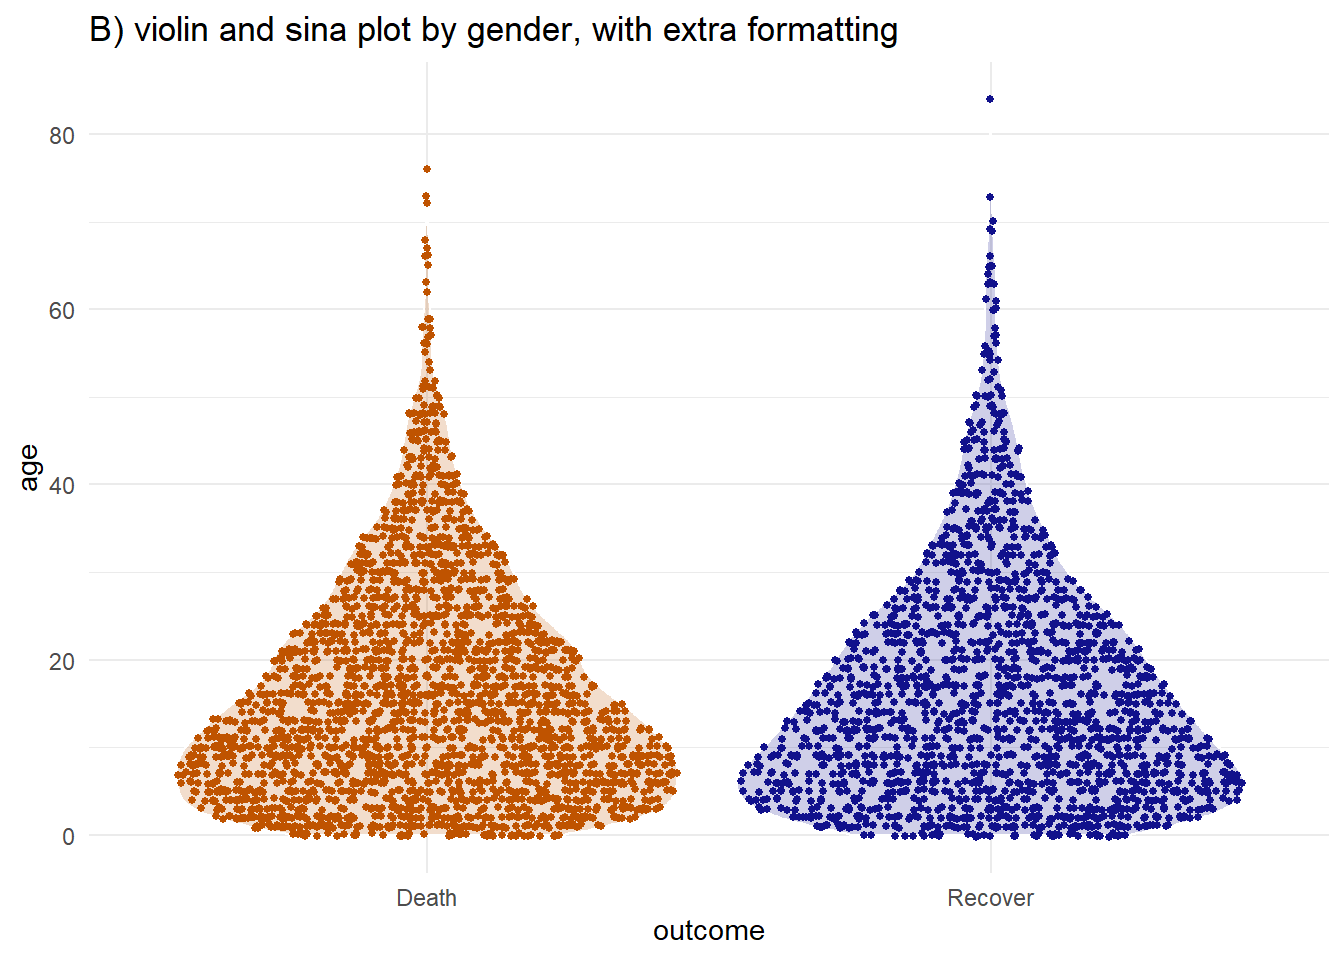 B) violin and sina plot by gender, with extra formatting
80
60
40
20
0
age
Death
Recover
outcome